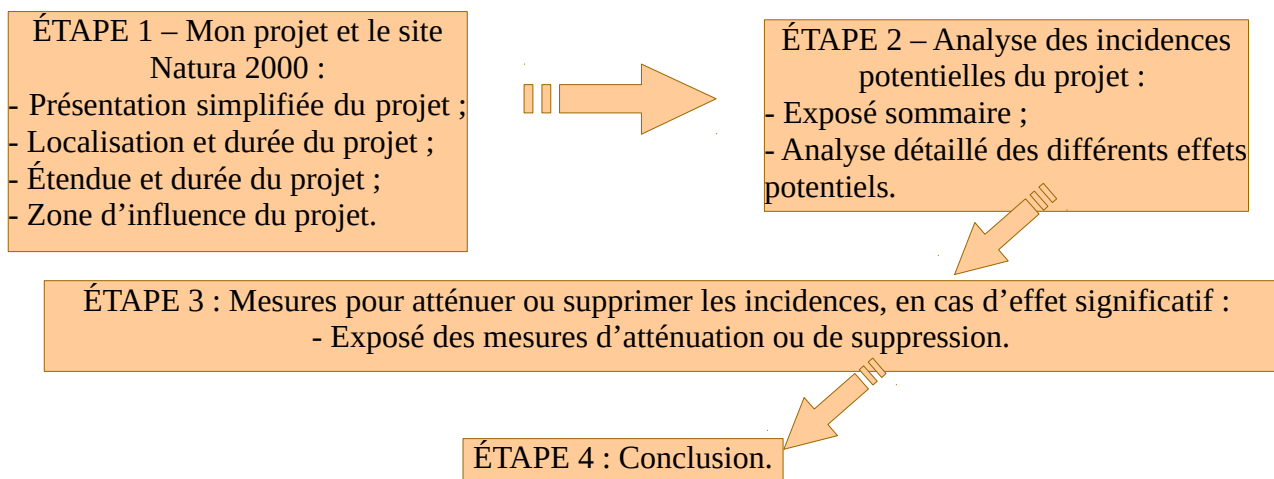 ÉTAPE 1 – Mon projet et le site
Natura 2000 :
- Présentation simplifiée du projet ;
- Localisation et durée du projet ;
- Étendue et durée du projet ;
- Zone d’influence du projet.
ÉTAPE 2 – Analyse des incidences
potentielles du projet :
- Exposé sommaire ;
- Analyse détaillé des différents effets
potentiels.
ÉTAPE 3 : Mesures pour atténuer ou supprimer les incidences, en cas d’effet significatif :
- Exposé des mesures d’atténuation ou de suppression.
ÉTAPE 4 : Conclusion.